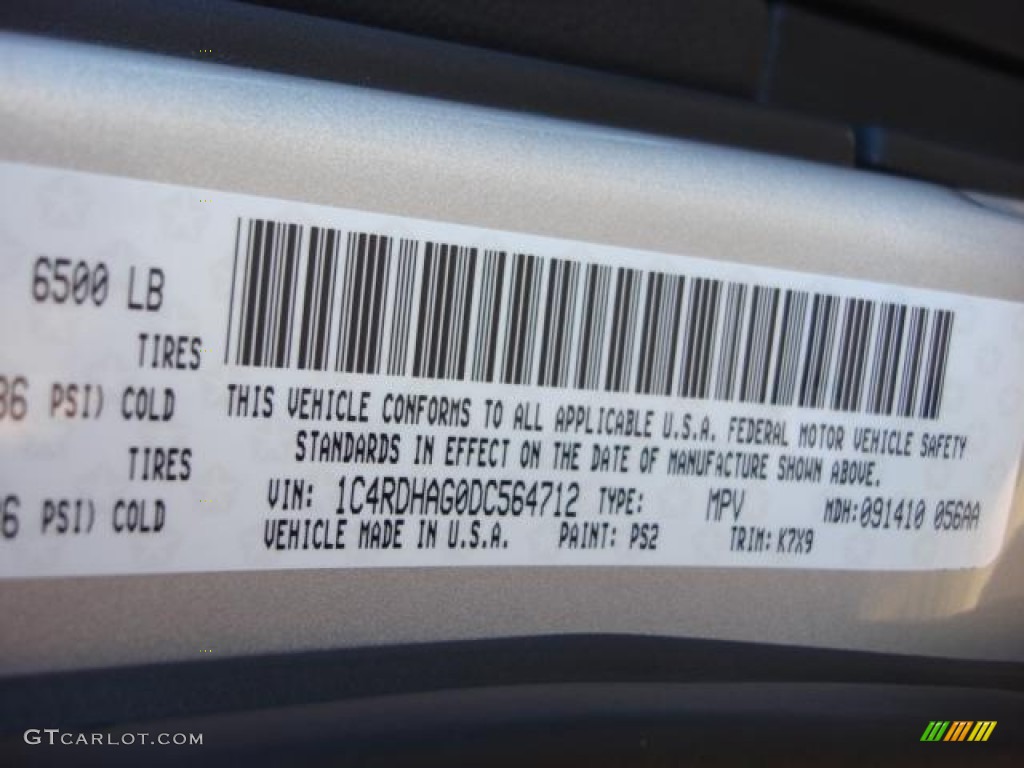 6500 LB
TIRES
36 PSI) COLD
TIRES
36 PSI) COLD
THIS VEHICLE CONFORMS TO ALL APPLICABLE U.S.A. FEDERAL MOTOR VEHICLE SAFETY
STANDARDS IN EFFECT ON THE DATE OF MANUFACTURE SHOWN ABOVE.
VIN: 1C4RDHAG0DC564712 TYPE: MPV MDH:091410 056AA
VEHICLE MADE IN U.S.A. PAINT: PS2 TRIM: K7X9
GTCARLOT.COM